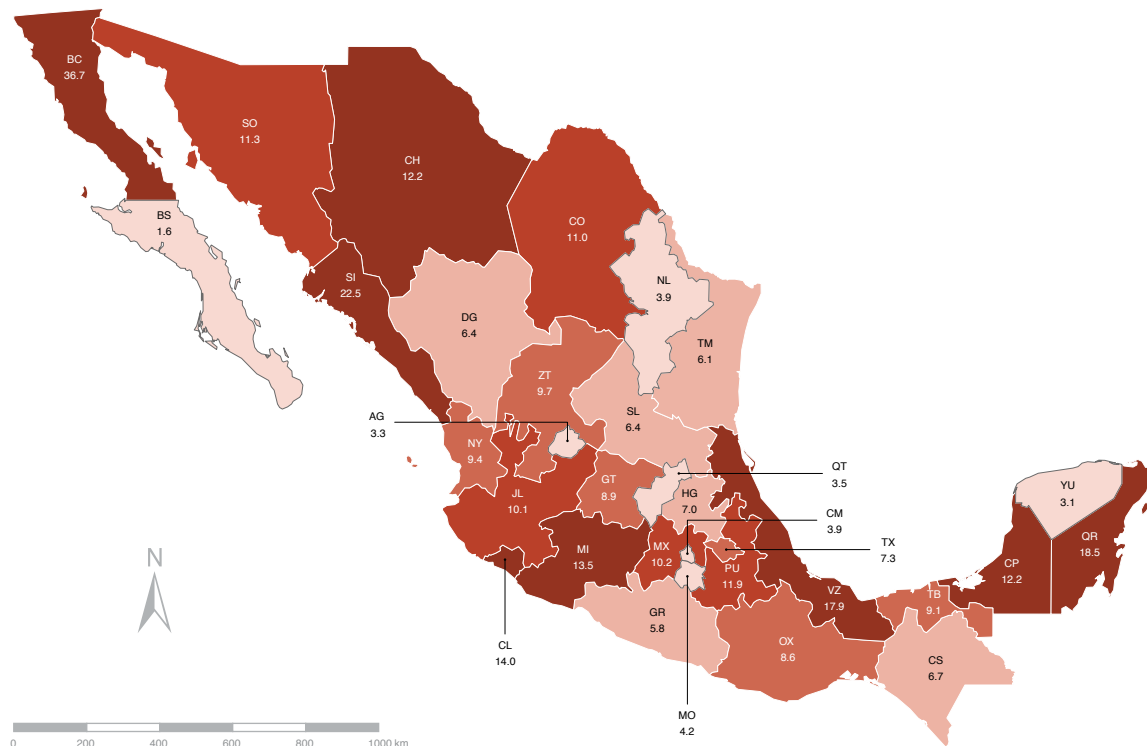 BC
36.7
SO
11.3
CH
12.2
BS
1.6
CO
11.0
SI
22.5
NL
3.9
DG
6.4
TM
6.1
ZT
9.7
AG
3.3
SL
6.4
NY
9.4
QT
3.5
GT
8.9
HG
7.0
YU
3.1
JL
10.1
CM
3.9
QR
18.5
TX
7.3
MX
10.2
MI
13.5
PU
11.9
CP
12.2
VZ
17.9
TB
9.1
N
GR
5.8
CL
14.0
OX
8.6
CS
6.7
MO
4.2
0 200 400 600 800 1000 km